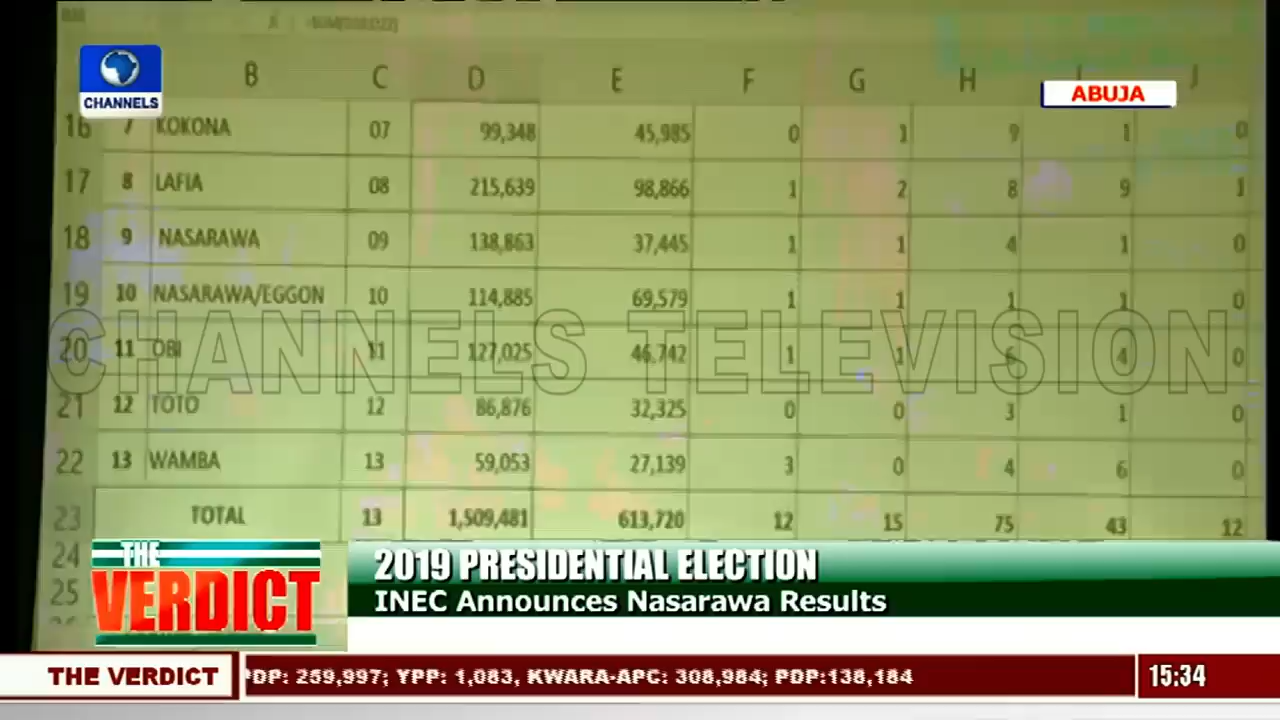 B C D E F G H J
ABUJA
CHANNELS
16 7 KOKONA 07 99,348 45,985 0 1 9 1 0
17 8 LAFIA 08 215,639 98,866 1 2 8 9 1
18 9 NASARAWA 09 138,863 37,445 1 1 4 1 0
19 10 NASARAWA/EGGON 10 114,885 69,579 1 1 1 1 0
CHANNELS TELEVISION
20 11 OBI 11 127,025 46,742 1 1 6 4 0
21 12 TOTO 12 86,876 32,325 0 0 3 1 0
22 13 WAMBA 13 59,053 27,139 3 0 4 6 0
23 TOTAL 13 1,509,481 613,720 12 15 75 43 12
24
25
THE VERDICT
2019 PRESIDENTIAL ELECTION
INEC Announces Nasarawa Results
THE VERDICT PDP: 259,997; YPP: 1,083, KWARA-APC: 308,984; PDP:138,184 15:34